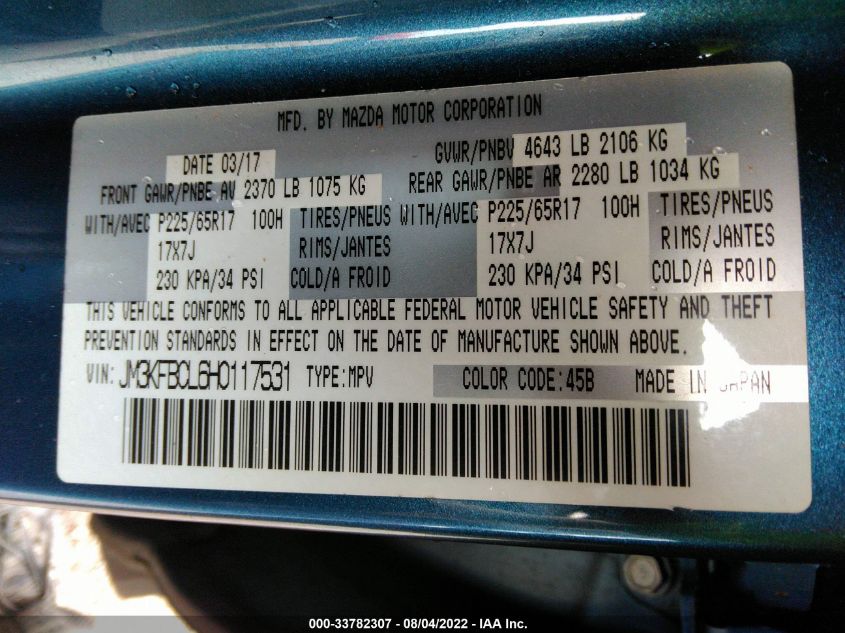 MFD. BY MAZDA MOTOR CORPORATION
DATE 03/17 GVWR/PNBV 4643 LB 2106 KG
FRONT GAWR/PNBE AV 2370 LB 1075 KG REAR GAWR/PNBE AR 2280 LB 1034 KG
WITH/AVEC P225/65R17 100H TIRES/PNEUS WITH/AVEC P225/65R17 100H TIRES/PNEUS
17X7J RIMS/JANTES 17X7J RIMS/JANTES
230 KPA/34 PSI COLD/A FROID 230 KPA/34 PSI COLD/A FROID
THIS VEHICLE CONFORMS TO ALL APPLICABLE FEDERAL MOTOR VEHICLE SAFETY AND THEFT
PREVENTION STANDARDS IN EFFECT ON THE DATE OF MANUFACTURE SHOWN ABOVE.
VIN: JM3KFBCL6H0117531 TYPE:MPV COLOR CODE:45B MADE IN JAPAN
000-33782307 - 08/04/2022 - IAA Inc.